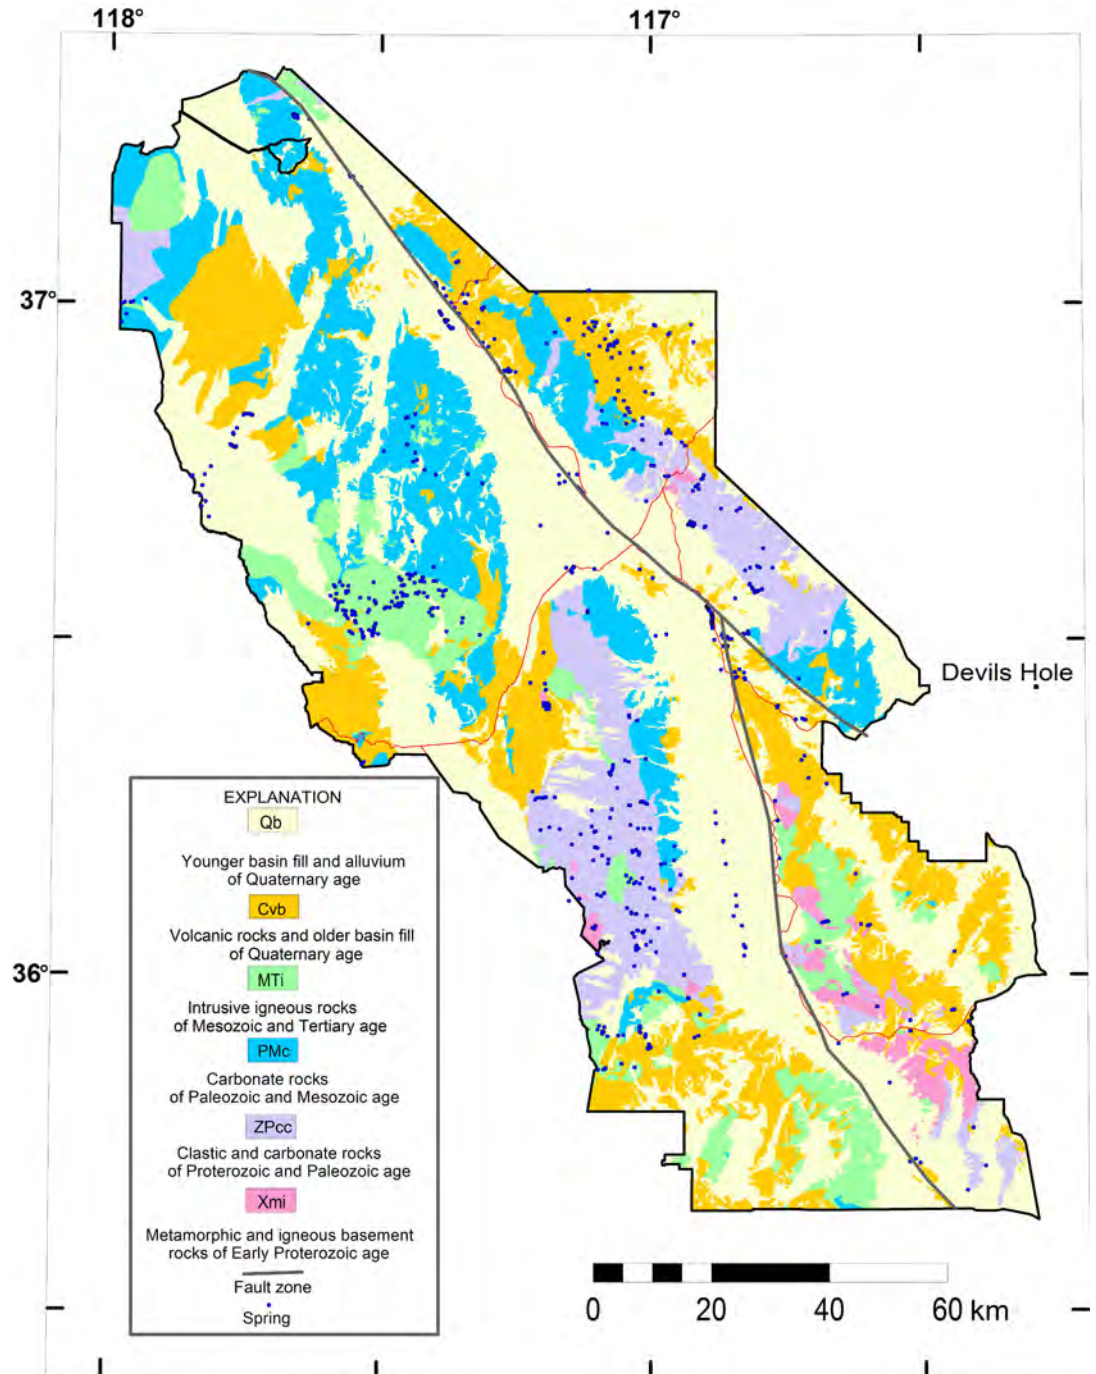 118°
117°
37°
Devils Hole
EXPLANATION
Qb
Younger basin fill and alluvium
of Quaternary age
Cvb
Volcanic rocks and older basin fill
of Quaternary age
36°
MTi
Intrusive igneous rocks
of Mesozoic and Tertiary age
PMc
Carbonate rocks
of Paleozoic and Mesozoic age
ZPcc
Clastic and carbonate rocks
of Proterozoic and Paleozoic age
Xmi
Metamorphic and igneous basement
rocks of Early Proterozoic age
Fault zone
Spring
0 20 40 60 km